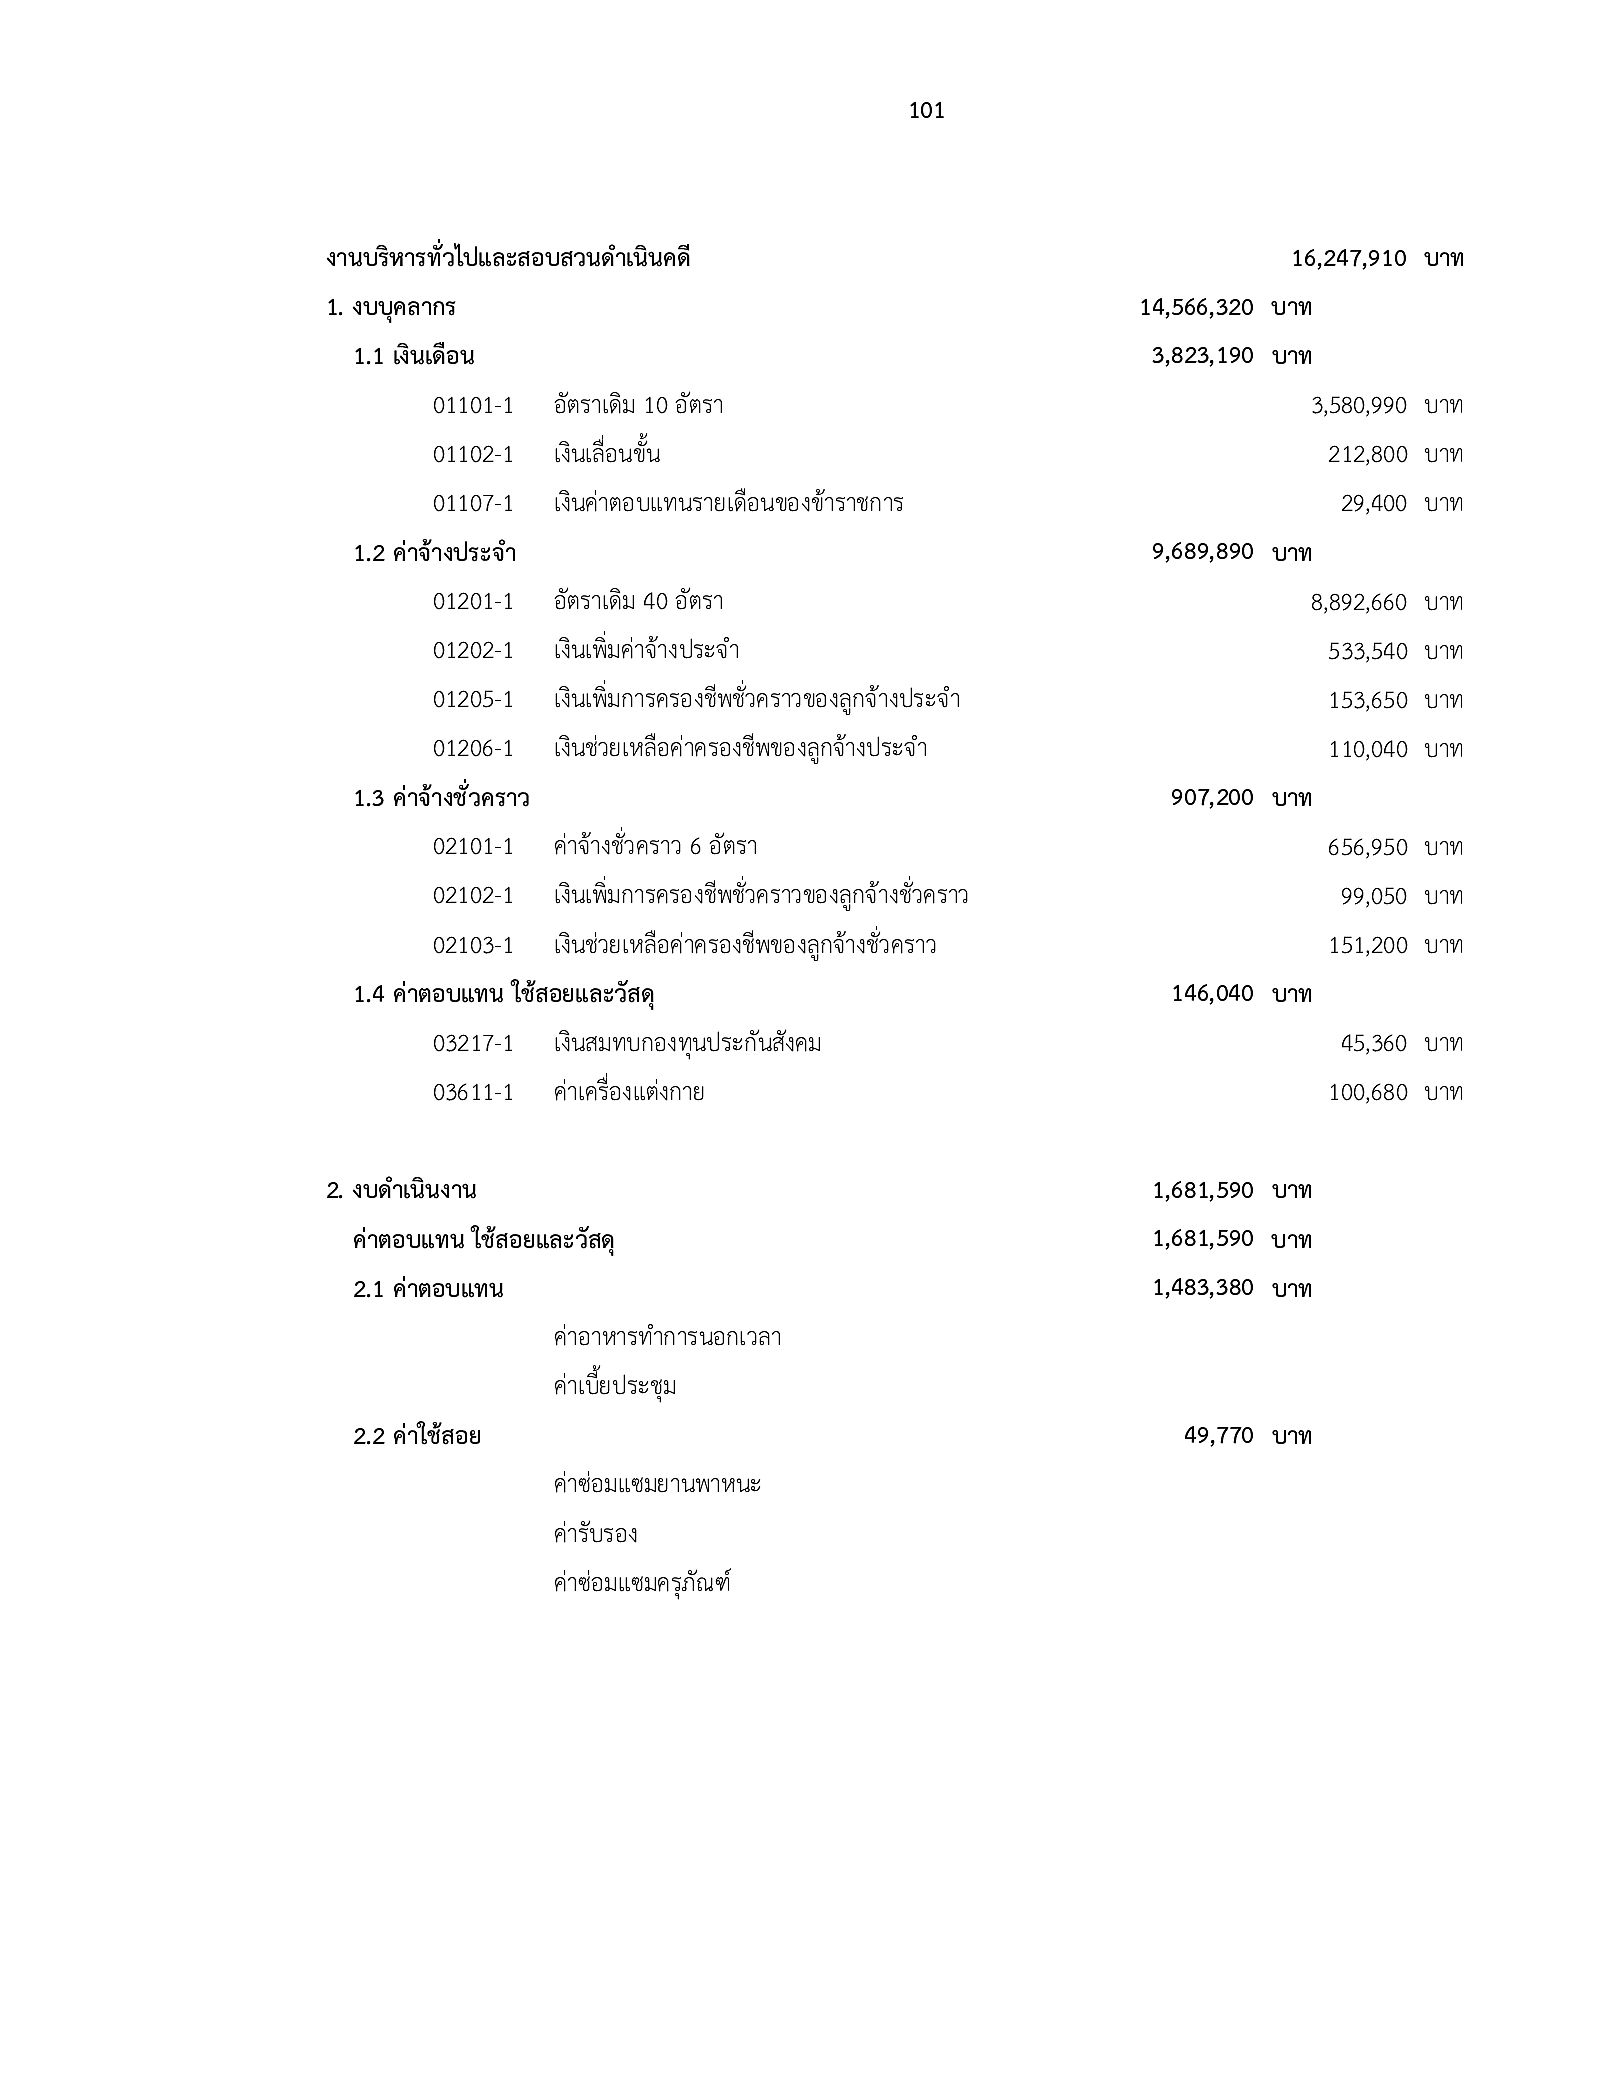 101
งานบริหารทั่วไปและสอบสวนดำเนินคดี 16,247,910 บาท
1. งบบุคลากร 14,566,320 บาท
1.1 เงินเดือน 3,823,190 บาท
01101-1 อัตราเดิม 10 อัตรา 3,580,990 บาท
01102-1 เงินเลื่อนขั้น 212,800 บาท
01107-1 เงินค่าตอบแทนรายเดือนของข้าราชการ 29,400 บาท
1.2 ค่าจ้างประจำ 9,689,890 บาท
01201-1 อัตราเดิม 40 อัตรา 8,892,660 บาท
01202-1 เงินเพิ่มค่าจ้างประจำ 533,540 บาท
01205-1 เงินเพิ่มการครองชีพชั่วคราวของลูกจ้างประจำ 153,650 บาท
01206-1 เงินช่วยเหลือค่าครองชีพของลูกจ้างประจำ 110,040 บาท
1.3 ค่าจ้างชั่วคราว 907,200 บาท
02101-1 ค่าจ้างชั่วคราว 6 อัตรา 656,950 บาท
02102-1 เงินเพิ่มการครองชีพชั่วคราวของลูกจ้างชั่วคราว 99,050 บาท
02103-1 เงินช่วยเหลือค่าครองชีพของลูกจ้างชั่วคราว 151,200 บาท
1.4 ค่าตอบแทน ใช้สอยและวัสดุ 146,040 บาท
03217-1 เงินสมทบกองทุนประกันสังคม 45,360 บาท
03611-1 ค่าเครื่องแต่งกาย 100,680 บาท
2. งบดำเนินงาน 1,681,590 บาท
ค่าตอบแทน ใช้สอยและวัสดุ 1,681,590 บาท
2.1 ค่าตอบแทน 1,483,380 บาท
ค่าอาหารทำการนอกเวลา
ค่าเบี้ยประชุม
2.2 ค่าใช้สอย 49,770 บาท
ค่าซ่อมแซมยานพาหนะ
ค่ารับรอง
ค่าซ่อมแซมครุภัณฑ์